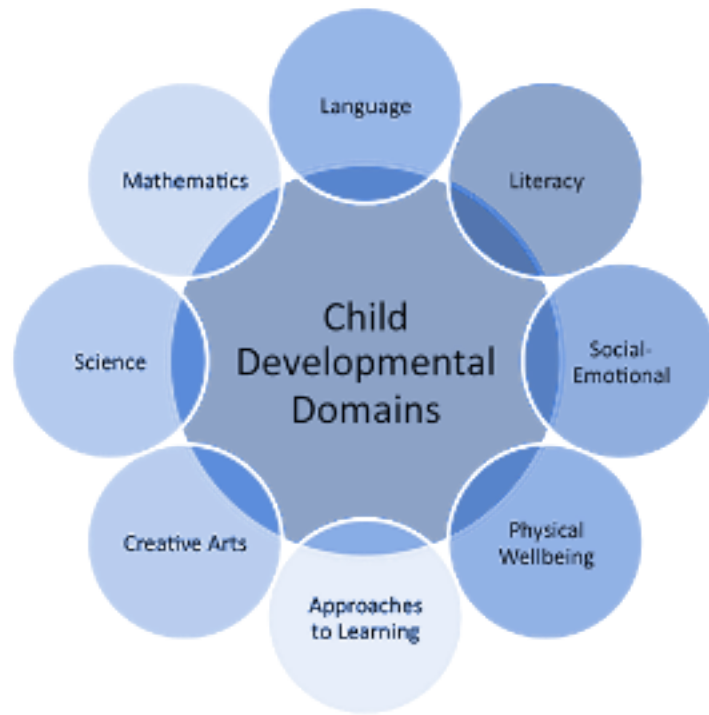 Language
Literacy
Social-
Emotional
Physical
Wellbeing
Approaches
to Learning
Creative Arts
Science
Mathematics
Child
Developmental
Domains